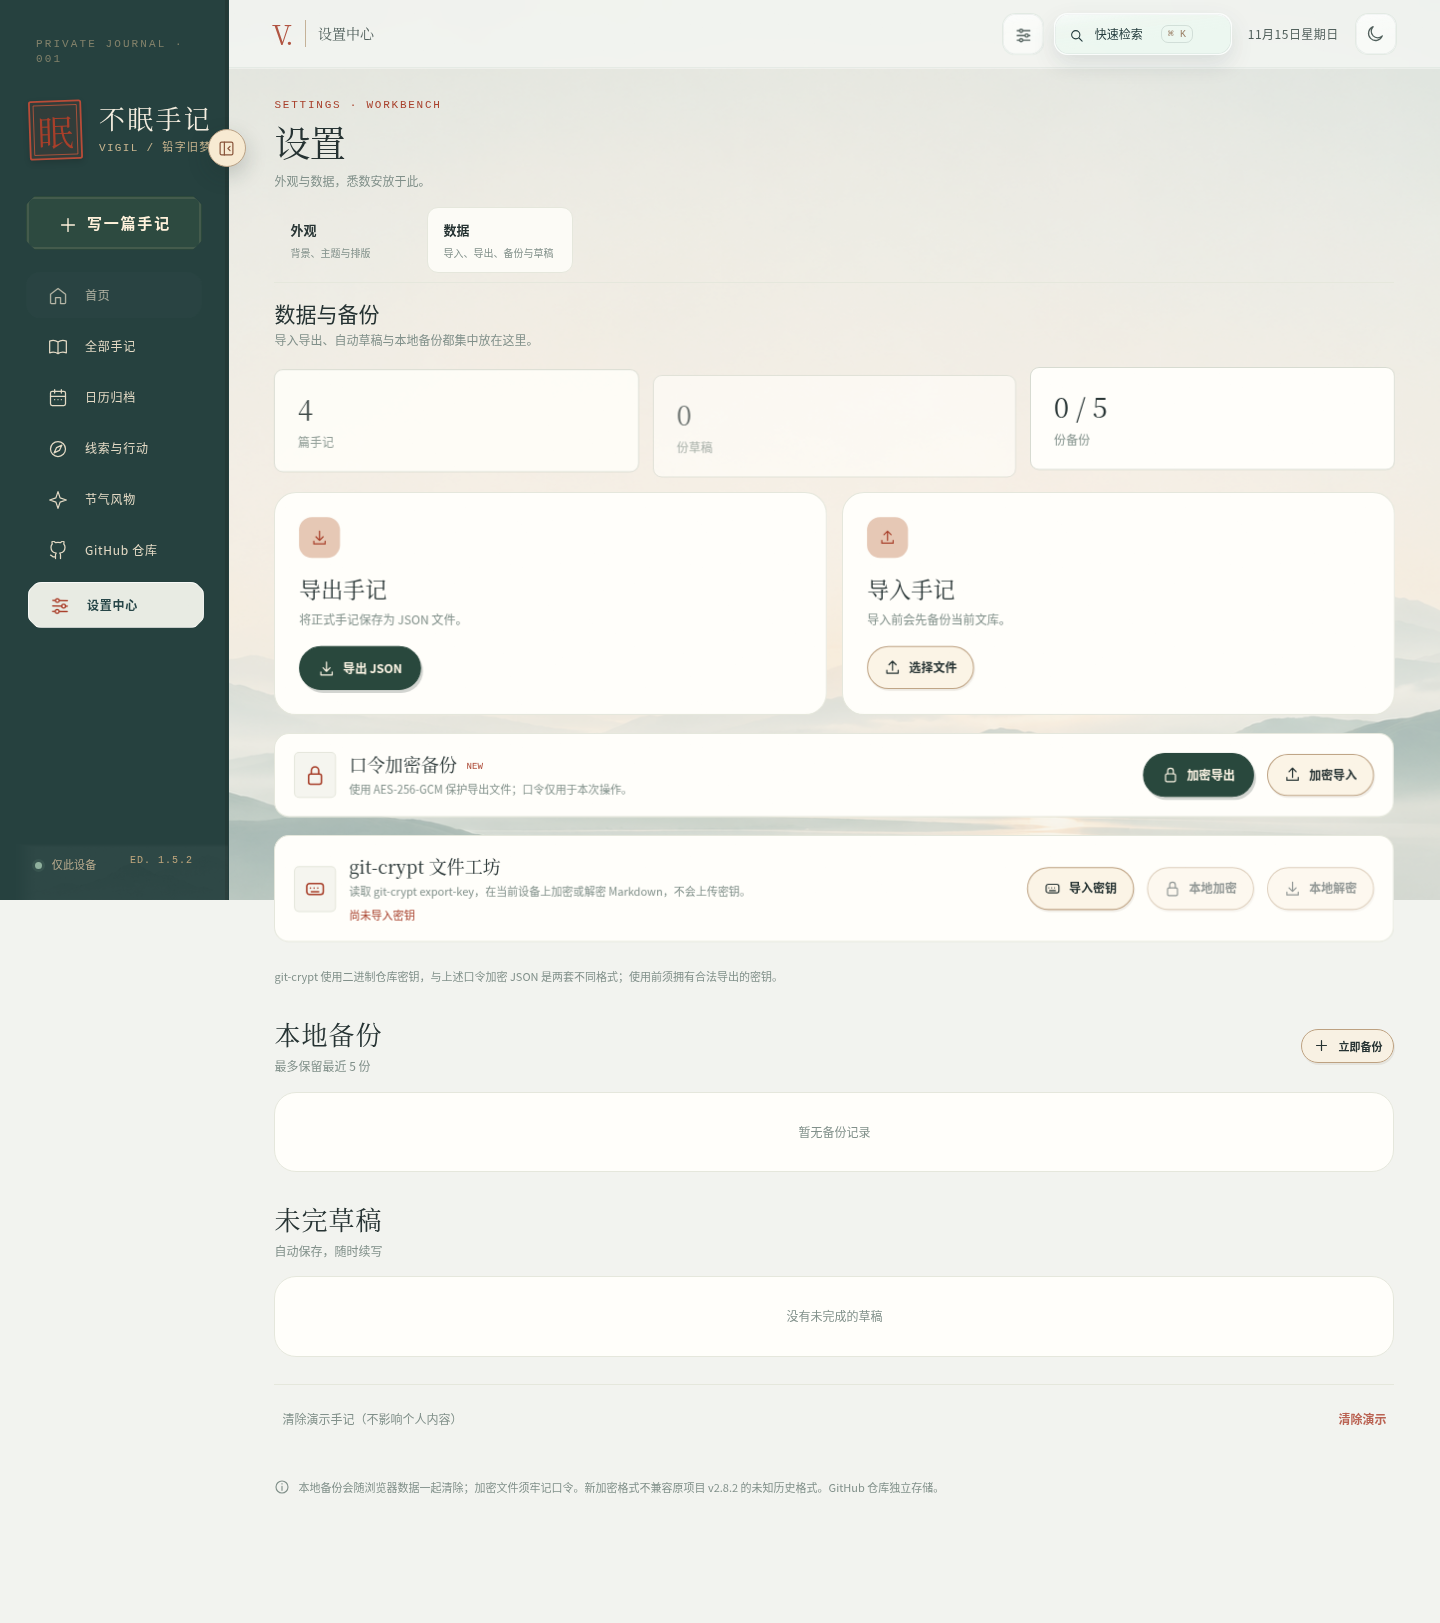 PRIVATE JOURNAL ·
001
眠
不眠手记
VIGIL / 铅字旧梦
写一篇手记
首页
全部手记
日历归档
线索与行动
节气风物
GitHub 仓库
设置中心
仅此设备
ED. 1.5.2
V.
设置中心
快速检索
⌘ K
11月15日星期日
SETTINGS · WORKBENCH
设置
外观与数据，悉数安放于此。
外观
背景、主题与排版
数据
导入、导出、备份与草稿
数据与备份
导入导出、自动草稿与本地备份都集中放在这里。
4
篇手记
0
份草稿
0 / 5
份备份
导出手记
将正式手记保存为 JSON 文件。
导出 JSON
导入手记
导入前会先备份当前文库。
选择文件
口令加密备份 NEW
使用 AES-256-GCM 保护导出文件；口令仅用于本次操作。
加密导出
加密导入
git-crypt 文件工坊
读取 git-crypt export-key，在当前设备上加密或解密 Markdown，不会上传密钥。
尚未导入密钥
导入密钥
本地加密
本地解密
git-crypt 使用二进制仓库密钥，与上述口令加密 JSON 是两套不同格式；使用前须拥有合法导出的密钥。
本地备份
最多保留最近 5 份
立即备份
暂无备份记录
未完草稿
自动保存，随时续写
没有未完成的草稿
清除演示手记（不影响个人内容）
清除演示
本地备份会随浏览器数据一起清除；加密文件须牢记口令。新加密格式不兼容原项目 v2.8.2 的未知历史格式。GitHub 仓库独立存储。